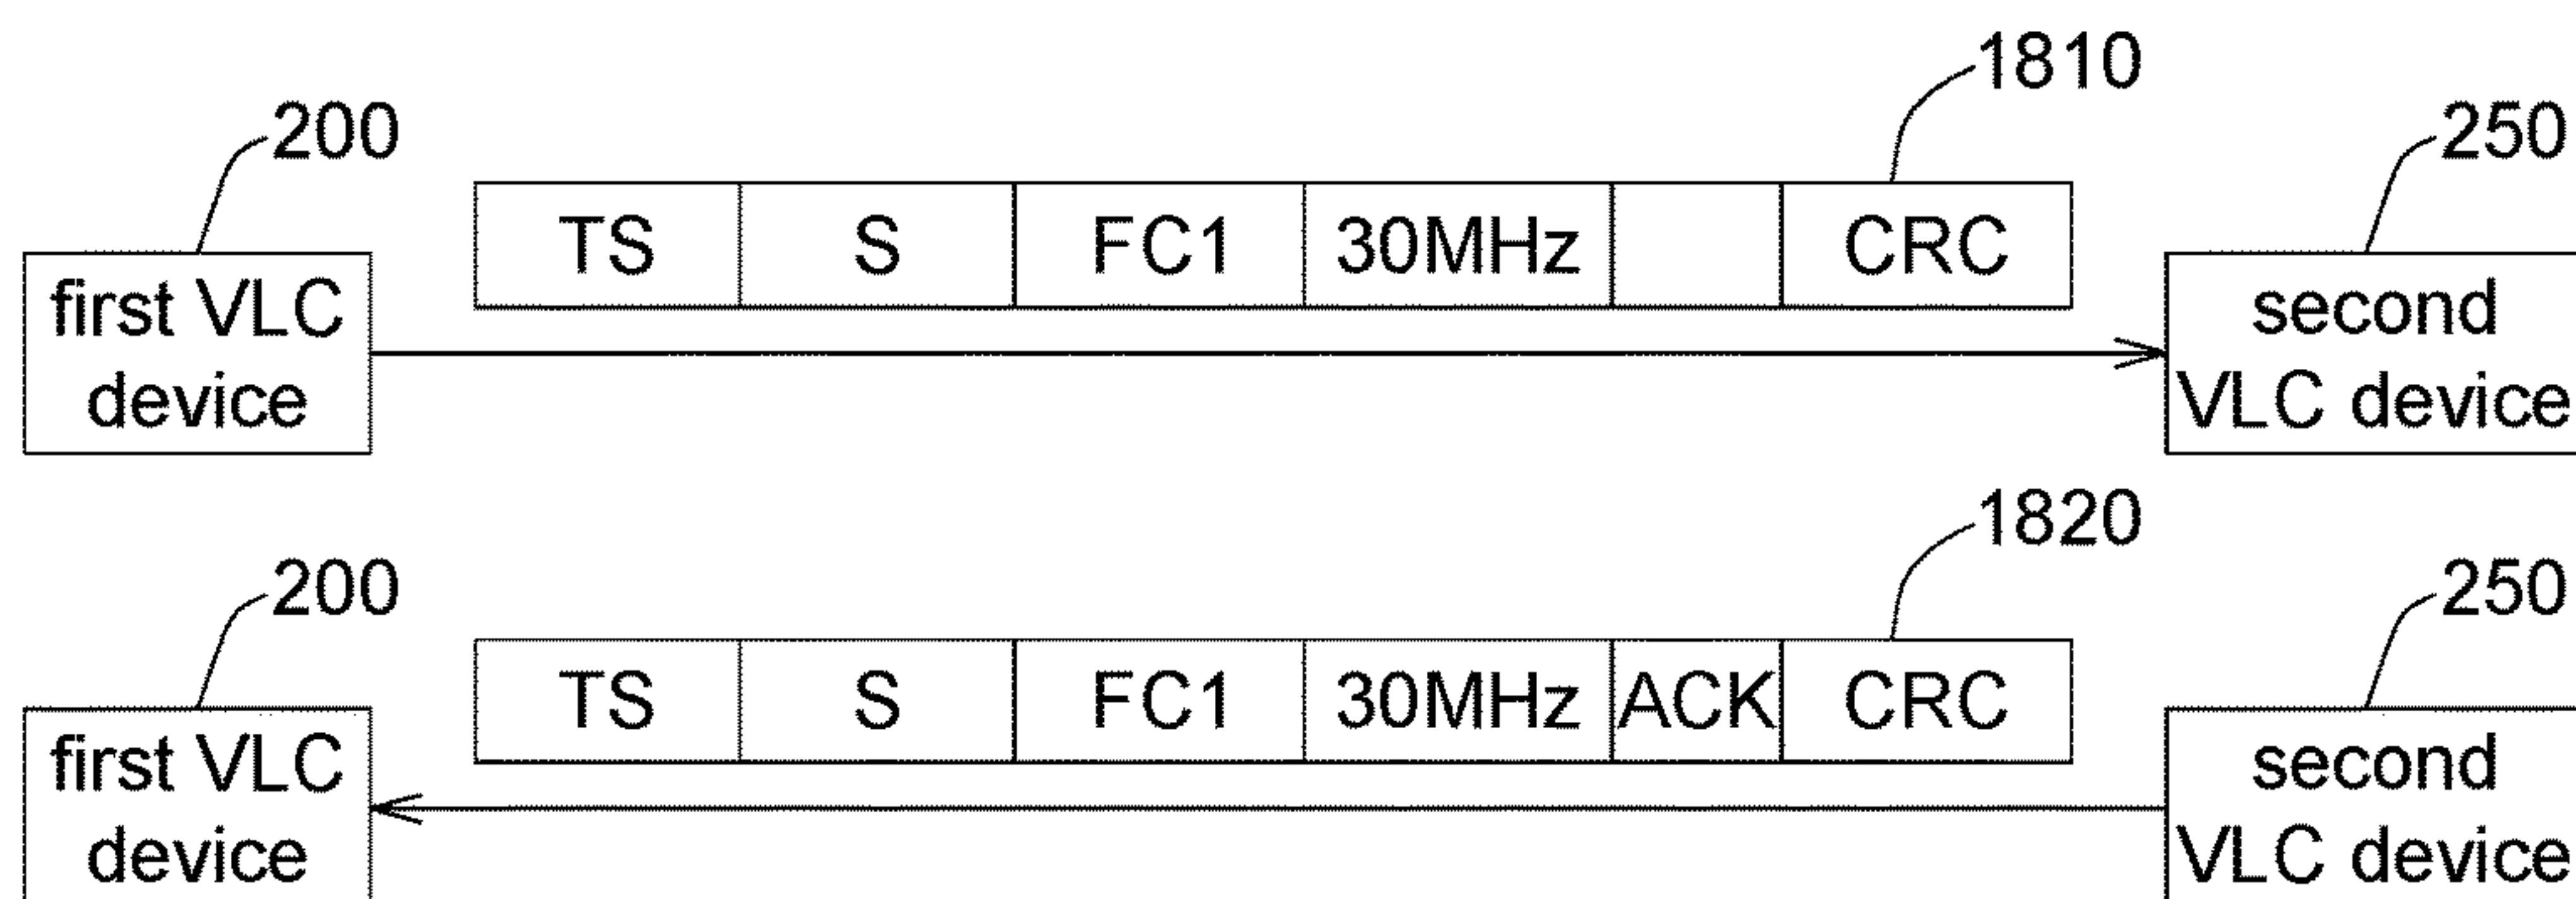 1810
200
250
TS S FC1 30MHz CRC
first VLC
device
second
VLC device
1820
200
250
TS S FC1 30MHz ACK CRC
first VLC
device
second
VLC device